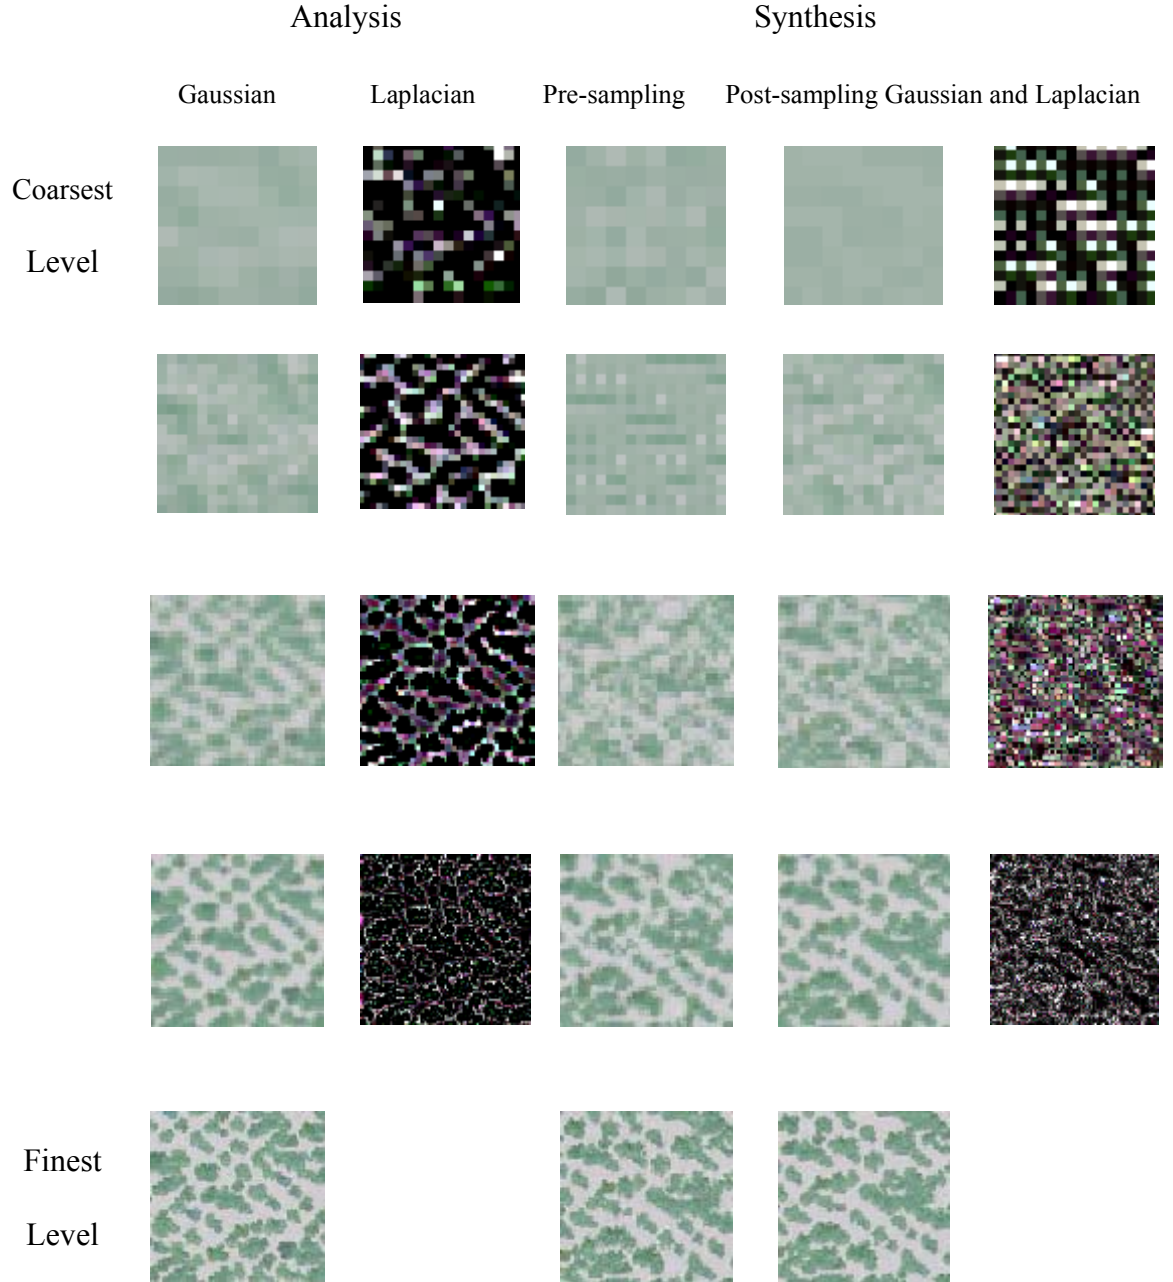 Analysis Synthesis
Gaussian Laplacian Pre-sampling Post-sampling Gaussian and Laplacian
Coarsest
Level
Finest
Level